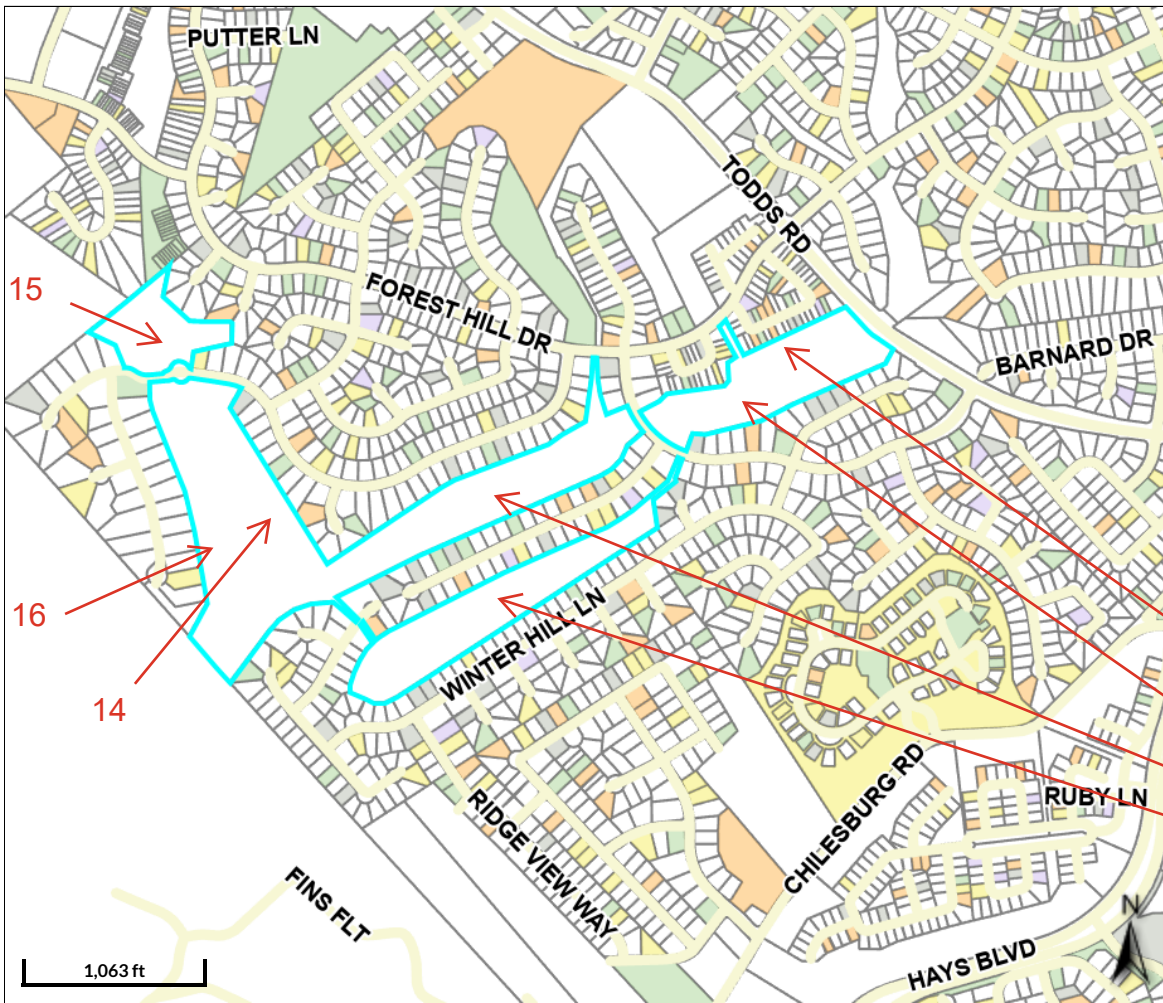 PUTTER LN
TODDS RD
15
FOREST HILL DR
BARNARD DR
16
WINTER HILL LN
14
CHILESBURG RD
RUBY LN
RIDGE VIEW WAY
FINS FLT
N
1,063 ft
HAYS BLVD